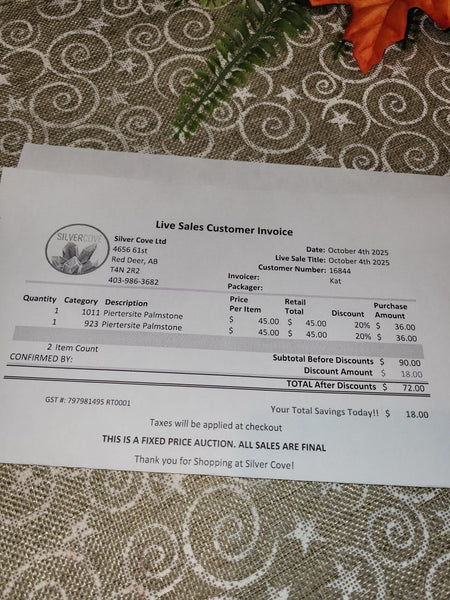 Live Sales Customer Invoice
SILVERCOVE
Silver Cove Ltd
4656 61st
Red Deer, AB
T4N 2R2
403-986-3682
Date: October 4th 2025
Live Sale Title: October 4th 2025
Customer Number: 16844
Invoicer: Kat
Packager:
Quantity Category Description Price Per Item Retail Total Discount Purchase Amount
1 1011 Piertersite Palmstone $ 45.00 $ 45.00 20% $ 36.00
1 923 Piertersite Palmstone $ 45.00 $ 45.00 20% $ 36.00
2 Item Count
Subtotal Before Discounts $ 90.00
CONFIRMED BY:
Discount Amount $ 18.00
TOTAL After Discounts $ 72.00
GST #: 797981495 RT0001
Your Total Savings Today!! $ 18.00
Taxes will be applied at checkout
THIS IS A FIXED PRICE AUCTION. ALL SALES ARE FINAL
Thank you for Shopping at Silver Cove!